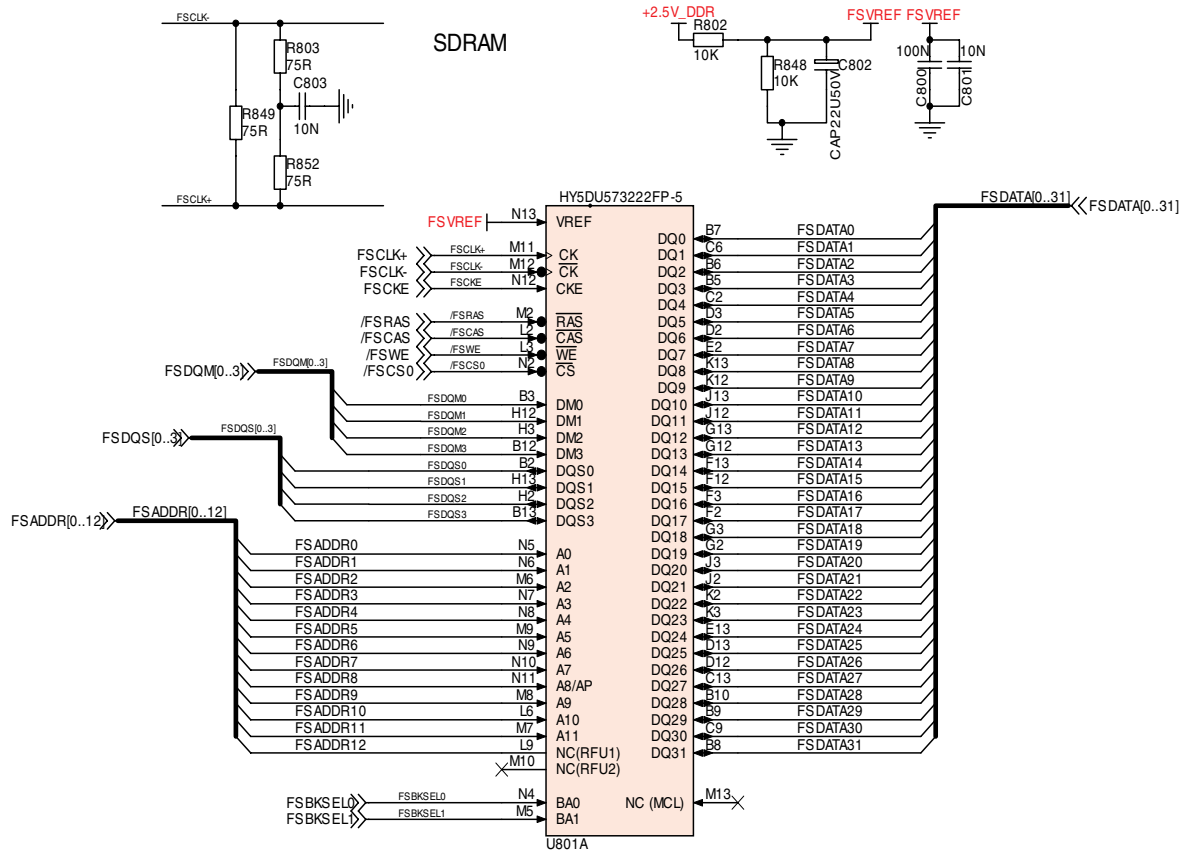 FSCLK-
R803
75R
C803
10N
R849
75R
R852
75R
FSCLK+
SDRAM
+2.5V_DDR
R802
10K
FSVREF
FSVREF
R848
10K
C802
CAP22U50V
100N
10N
C800
C801
HY5DU573222FP-5
FSDATA[0..31]
FSDATA[0..31]
FSVREF N13 VREF
FSCLK+ FSCLK+ M11 CK
FSCLK- FSCLK- M12 CK
FSCKE FSCKE N12 CKE
/FSRAS /FSRAS M2 RAS
/FSCAS /FSCAS L2 CAS
/FSWE /FSWE L3 WE
/FSCS0 /FSCS0 N2 CS
FSDQM[0..3] FSDQM[0..3]
FSDQM0 B3 DM0
FSDQM1 H12 DM1
FSDQM2 H3 DM2
FSDQM3 B12 DM3
FSDQS[0..3] FSDQS[0..3]
FSDQS0 B2 DQS0
FSDQS1 H13 DQS1
FSDQS2 H2 DQS2
FSDQS3 B13 DQS3
FSADDR[0..12] FSADDR[0..12]
FSADDR0 N5 A0
FSADDR1 N6 A1
FSADDR2 M6 A2
FSADDR3 N7 A3
FSADDR4 N8 A4
FSADDR5 M9 A5
FSADDR6 N9 A6
FSADDR7 N10 A7
FSADDR8 N11 A8/AP
FSADDR9 M8 A9
FSADDR10 L6 A10
FSADDR11 M7 A11
FSADDR12 L9 NC(RFU1)
M10 NC(RFU2)
FSBKSEL0 FSBKSEL0 N4 BA0
FSBKSEL1 FSBKSEL1 M5 BA1
DQ0 B7 FSDATA0
DQ1 C6 FSDATA1
DQ2 B6 FSDATA2
DQ3 B5 FSDATA3
DQ4 C2 FSDATA4
DQ5 D3 FSDATA5
DQ6 D2 FSDATA6
DQ7 E2 FSDATA7
DQ8 K13 FSDATA8
DQ9 K12 FSDATA9
DQ10 J13 FSDATA10
DQ11 J12 FSDATA11
DQ12 G13 FSDATA12
DQ13 G12 FSDATA13
DQ14 F13 FSDATA14
DQ15 F12 FSDATA15
DQ16 F3 FSDATA16
DQ17 F2 FSDATA17
DQ18 G3 FSDATA18
DQ19 G2 FSDATA19
DQ20 J3 FSDATA20
DQ21 J2 FSDATA21
DQ22 K2 FSDATA22
DQ23 K3 FSDATA23
DQ24 E13 FSDATA24
DQ25 D13 FSDATA25
DQ26 D12 FSDATA26
DQ27 C13 FSDATA27
DQ28 B10 FSDATA28
DQ29 B9 FSDATA29
DQ30 C9 FSDATA30
DQ31 B8 FSDATA31
NC (MCL) M13
U801A